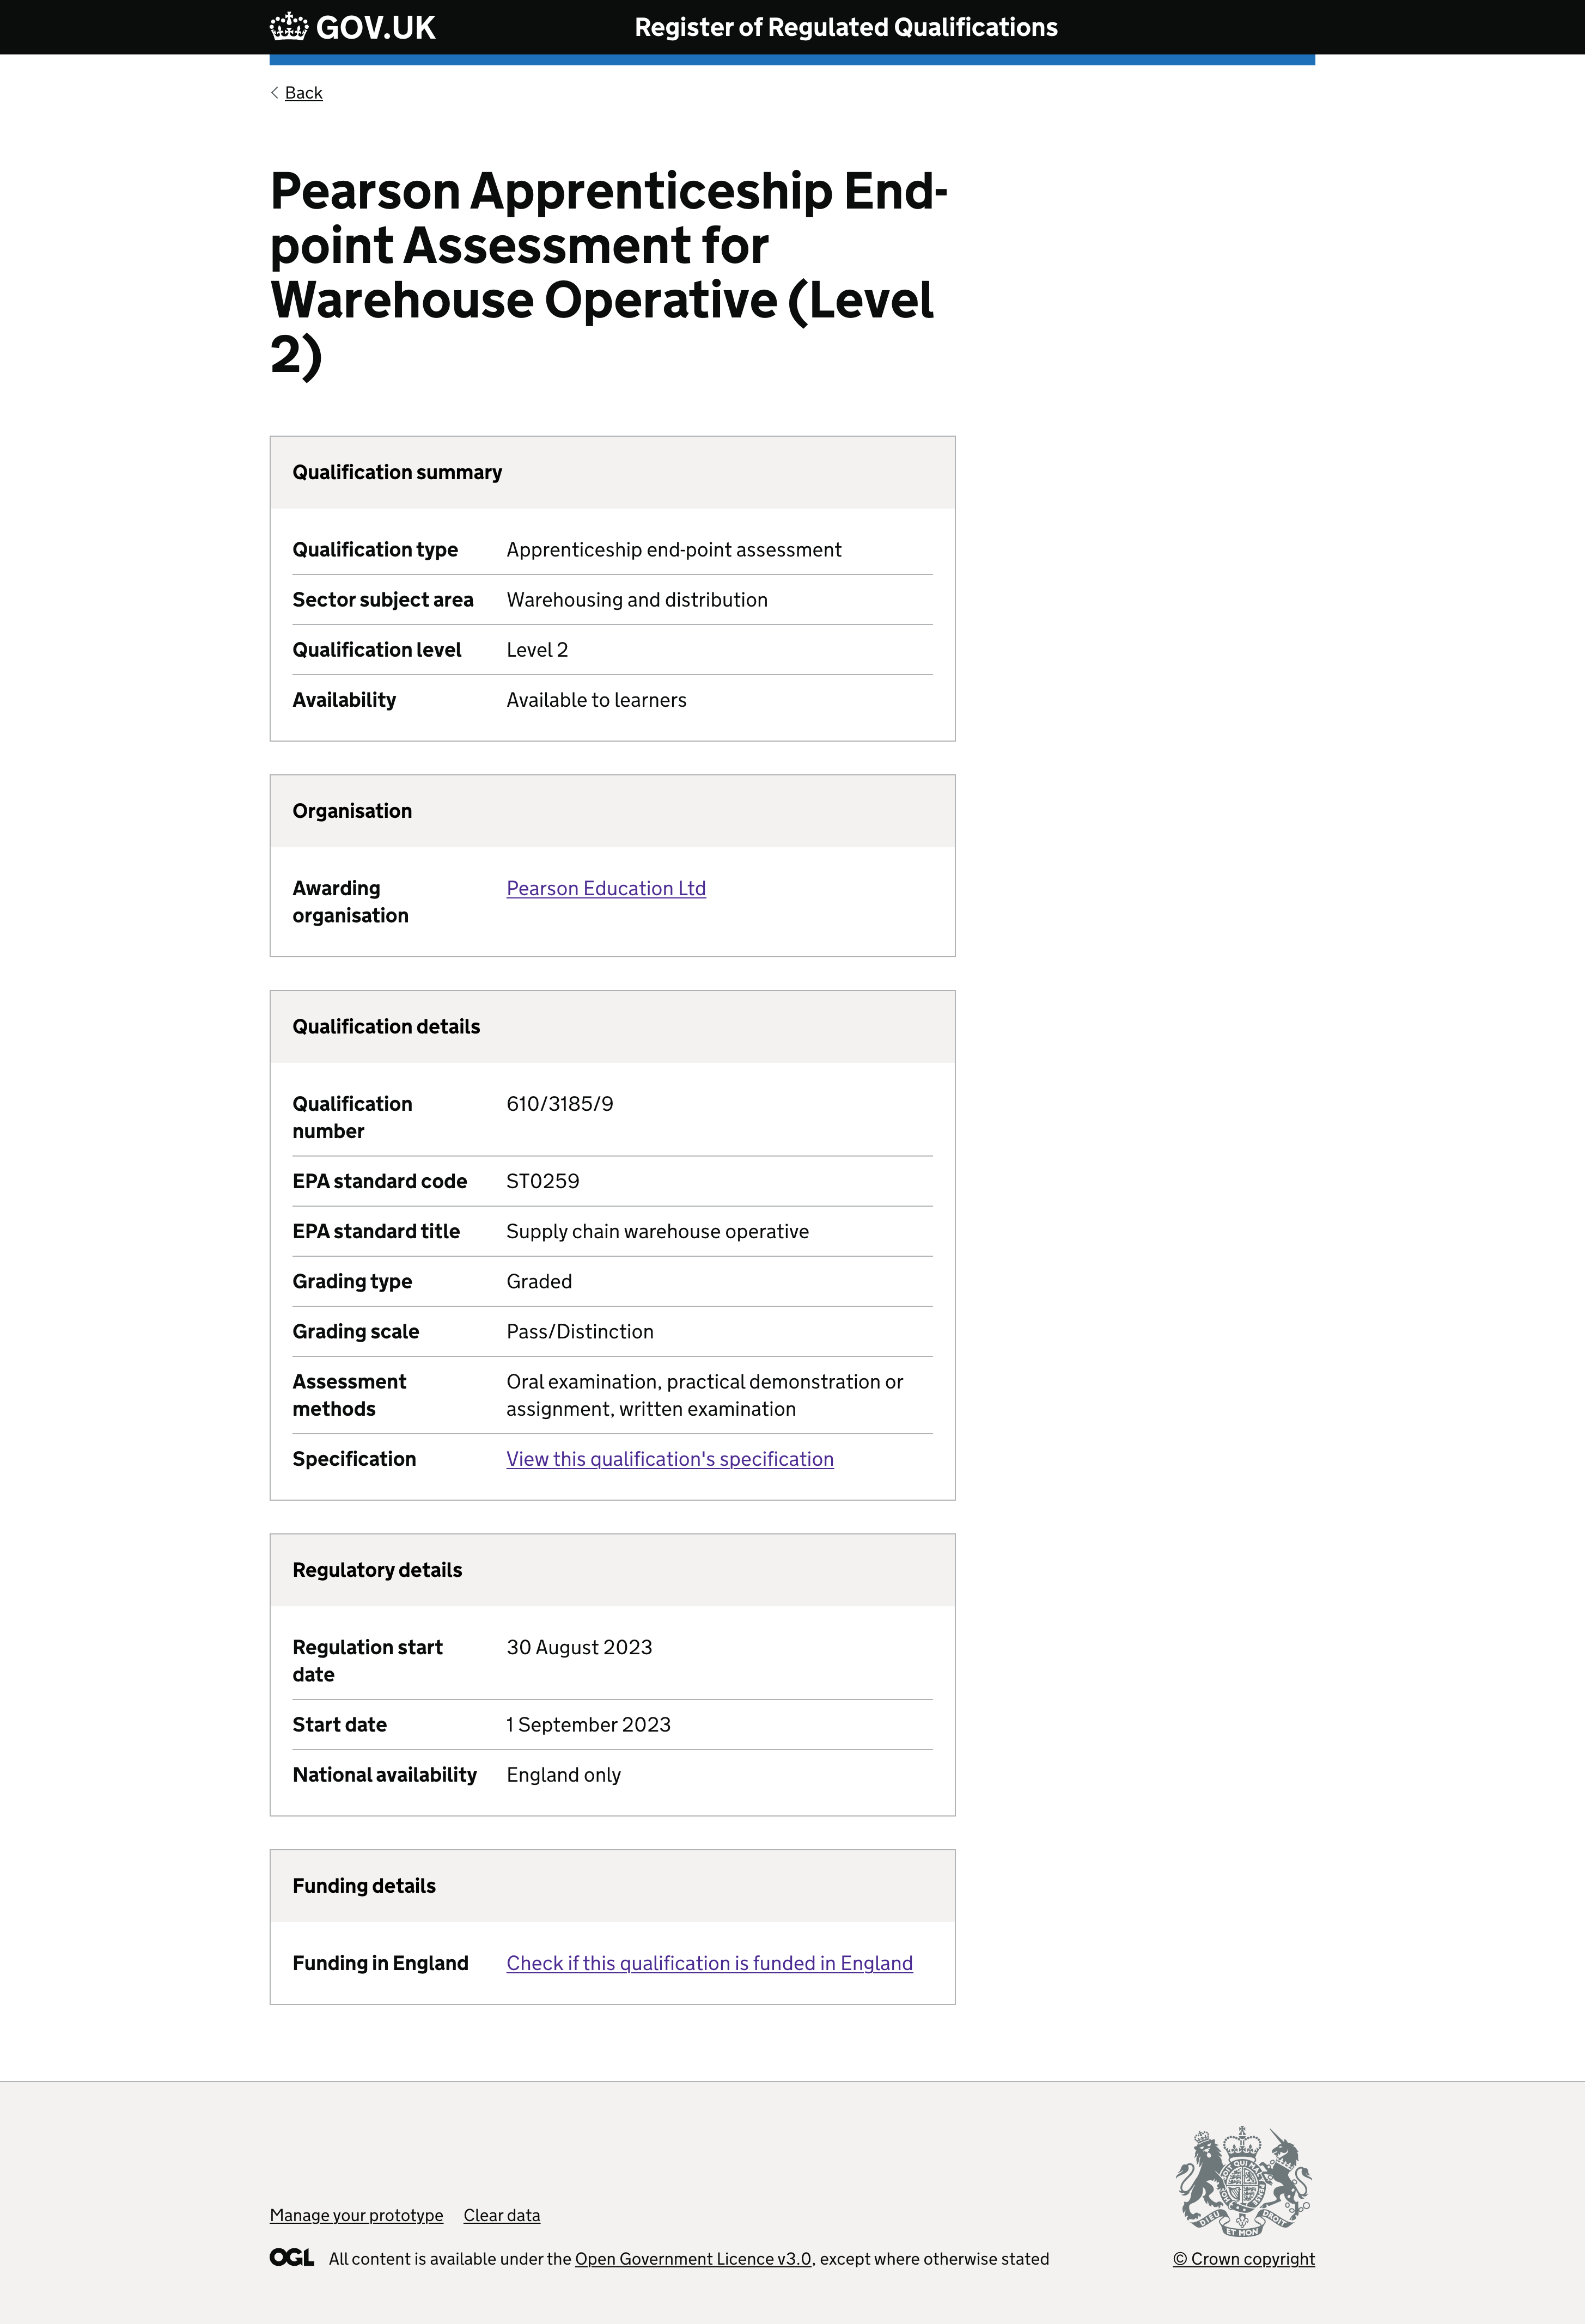 GOV.UK
Register of Regulated Qualifications
Back
Pearson Apprenticeship End-
point Assessment for
Warehouse Operative (Level
2)
Qualification summary
Qualification type Apprenticeship end-point assessment
Sector subject area Warehousing and distribution
Qualification level Level 2
Availability Available to learners
Organisation
Awarding Pearson Education Ltd
organisation
Qualification details
Qualification 610/3185/9
number
EPA standard code ST0259
EPA standard title Supply chain warehouse operative
Grading type Graded
Grading scale Pass/Distinction
Assessment Oral examination, practical demonstration or
methods assignment, written examination
Specification View this qualification's specification
Regulatory details
Regulation start 30 August 2023
date
Start date 1 September 2023
National availability England only
Funding details
Funding in England Check if this qualification is funded in England
Manage your prototype Clear data
OGL All content is available under the Open Government Licence v3.0, except where otherwise stated
DIEU ET MON DROIT
© Crown copyright